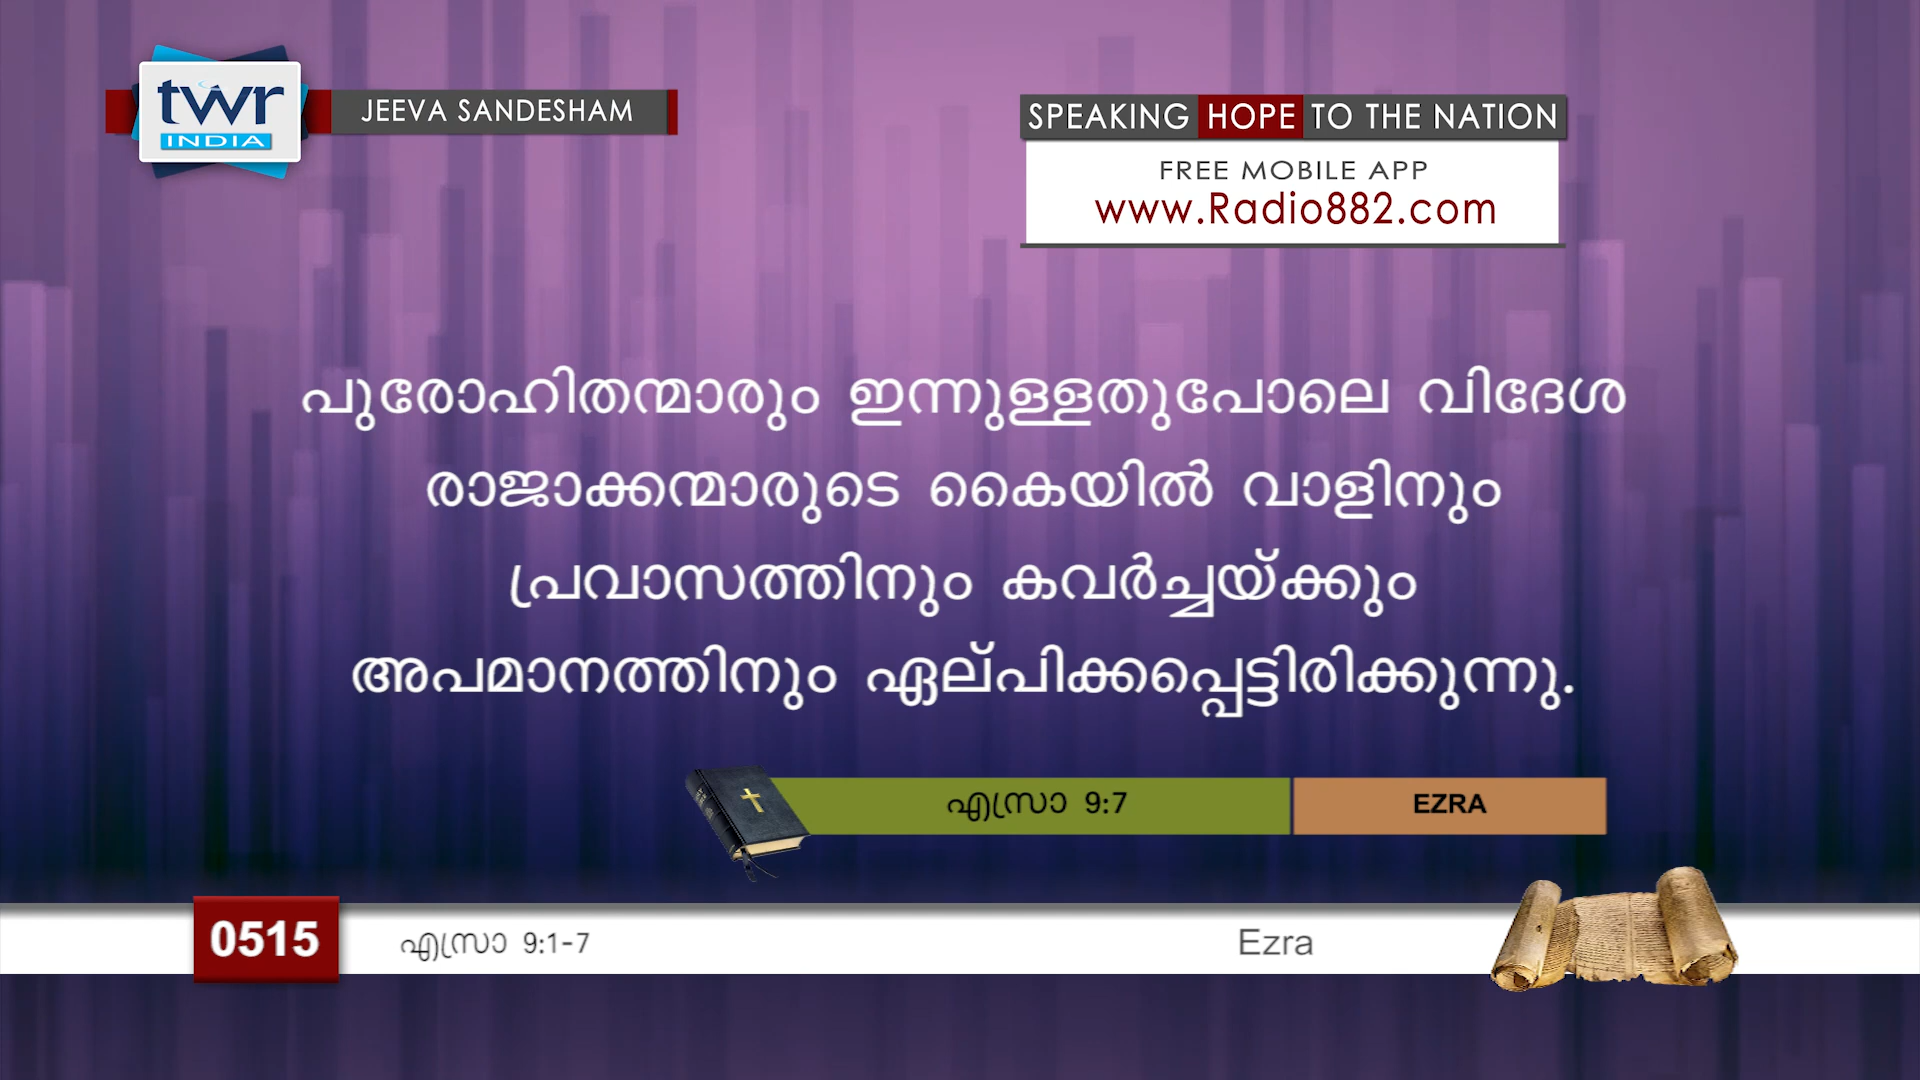 twr
INDIA
JEEVA SANDESHAM
SPEAKING HOPE TO THE NATION
FREE MOBILE APP
www.Radio882.com
പുരോഹിതന്മാരും ഇന്നുള്ളതുപോലെ വിദേശ
രാജാക്കന്മാരുടെ കൈയിൽ വാളിനും
പ്രവാസത്തിനും കവർച്ചയ്ക്കും
അപമാനത്തിനും ഏല്പിക്കപ്പെട്ടിരിക്കുന്നു.
എസ്രാ 9:7
EZRA
0515
എസ്രാ 9:1-7
Ezra